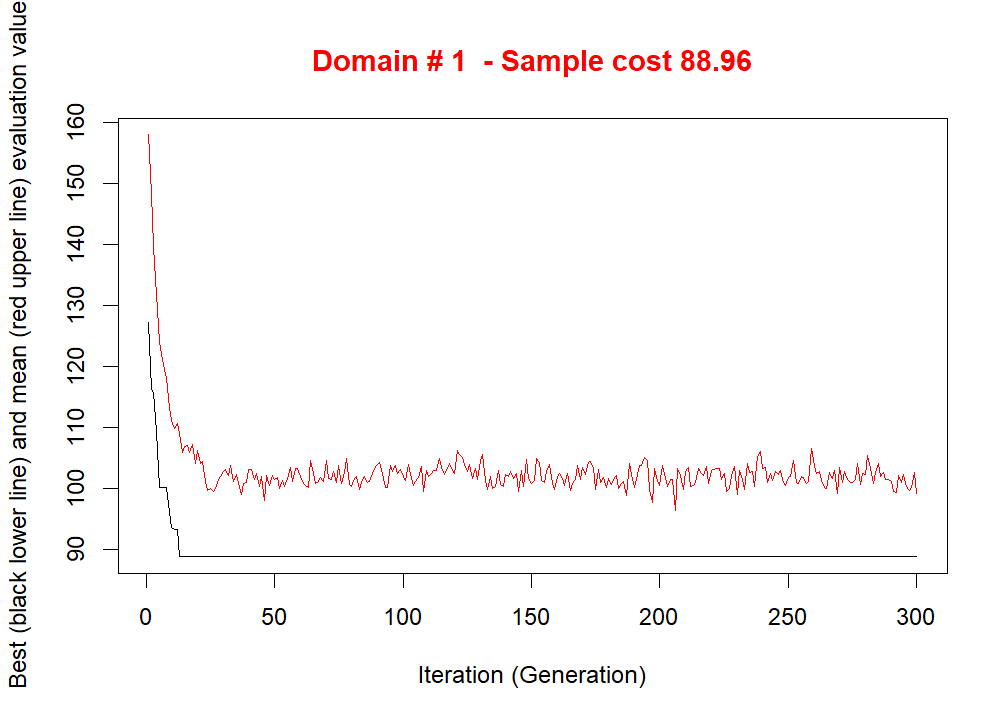 Domain # 1  - Sample cost 88.96
Best (black lower line) and mean (red upper line) evaluation value
160
150
140
130
120
110
100
90
0 50 100 150 200 250 300
Iteration (Generation)